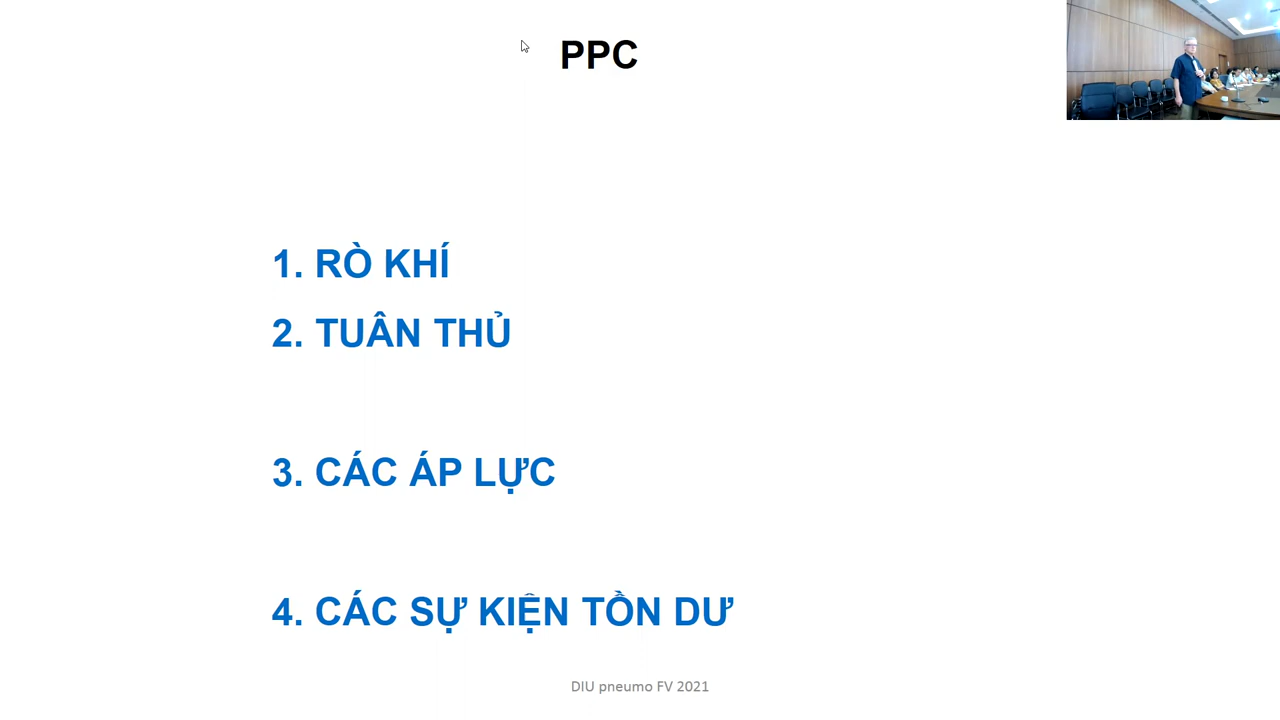 PPC
1. RÒ KHÍ
2. TUÂN THỦ
3. CÁC ÁP LỰC
4. CÁC SỰ KIỆN TỒN DƯ
DIU pneumo FV 2021